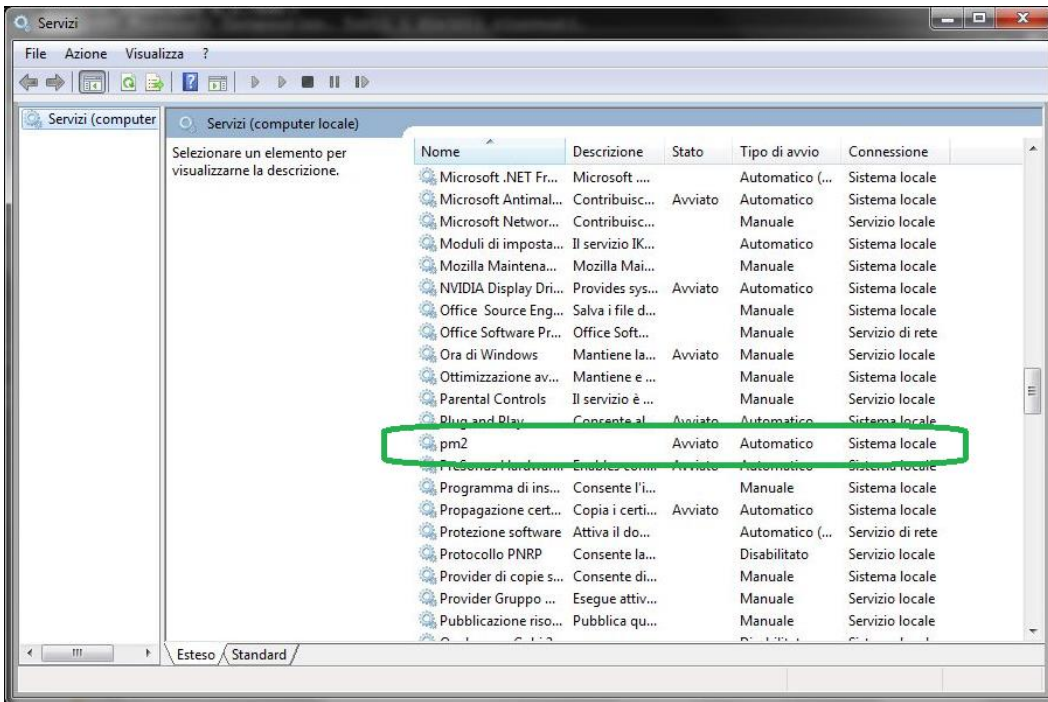 Servizi
File Azione Visualizza ?
Servizi (computer
Servizi (computer locale)
Selezionare un elemento per
visualizzarne la descrizione.
Nome Descrizione Stato Tipo di avvio Connessione
Microsoft .NET Fr... Microsoft .... Automatico (... Sistema locale
Microsoft Antimal... Contribuisc... Avviato Automatico Sistema locale
Microsoft Networ... Contribuisc... Manuale Servizio locale
Moduli di imposta... Il servizio IK... Automatico Sistema locale
Mozilla Maintena... Mozilla Mai... Manuale Sistema locale
NVIDIA Display Dri... Provides sys... Avviato Automatico Sistema locale
Office Source Eng... Salva i file d... Manuale Sistema locale
Office Software Pr... Office Soft... Manuale Servizio di rete
Ora di Windows Mantiene la... Avviato Manuale Servizio locale
Ottimizzazione av... Mantiene e ... Manuale Sistema locale
Parental Controls Il servizio è ... Manuale Servizio locale
Plug and Play Consente al... Avviato Automatico Sistema locale
pm2 Avviato Automatico Sistema locale
PreSonus Hardwar... Enables con... Avviato Automatico Sistema locale
Programma di ins... Consente l'i... Manuale Sistema locale
Propagazione cert... Copia i certi... Avviato Automatico Sistema locale
Protezione software Attiva il do... Automatico (... Servizio di rete
Protocollo PNRP Consente la... Disabilitato Servizio locale
Provider di copie s... Consente di... Manuale Sistema locale
Provider Gruppo ... Esegue attiv... Manuale Servizio locale
Pubblicazione riso... Pubblica qu... Manuale Servizio locale
Esteso Standard